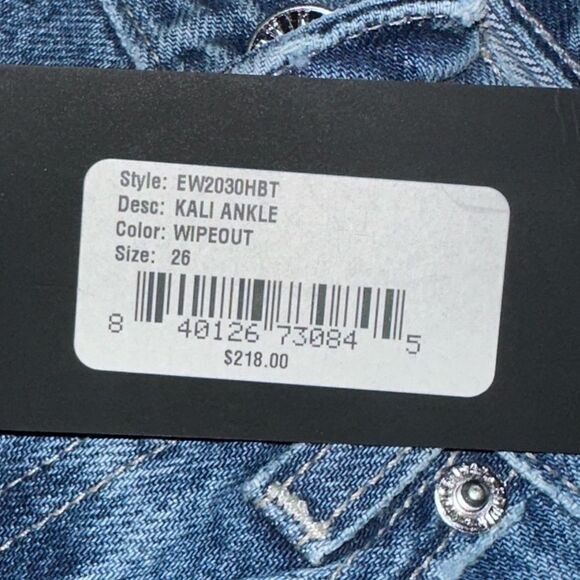 Style: EW2030HBT
Desc: KALI ANKLE
Color: WIPEOUT
Size: 26
8 40126 73084 5
$218.00